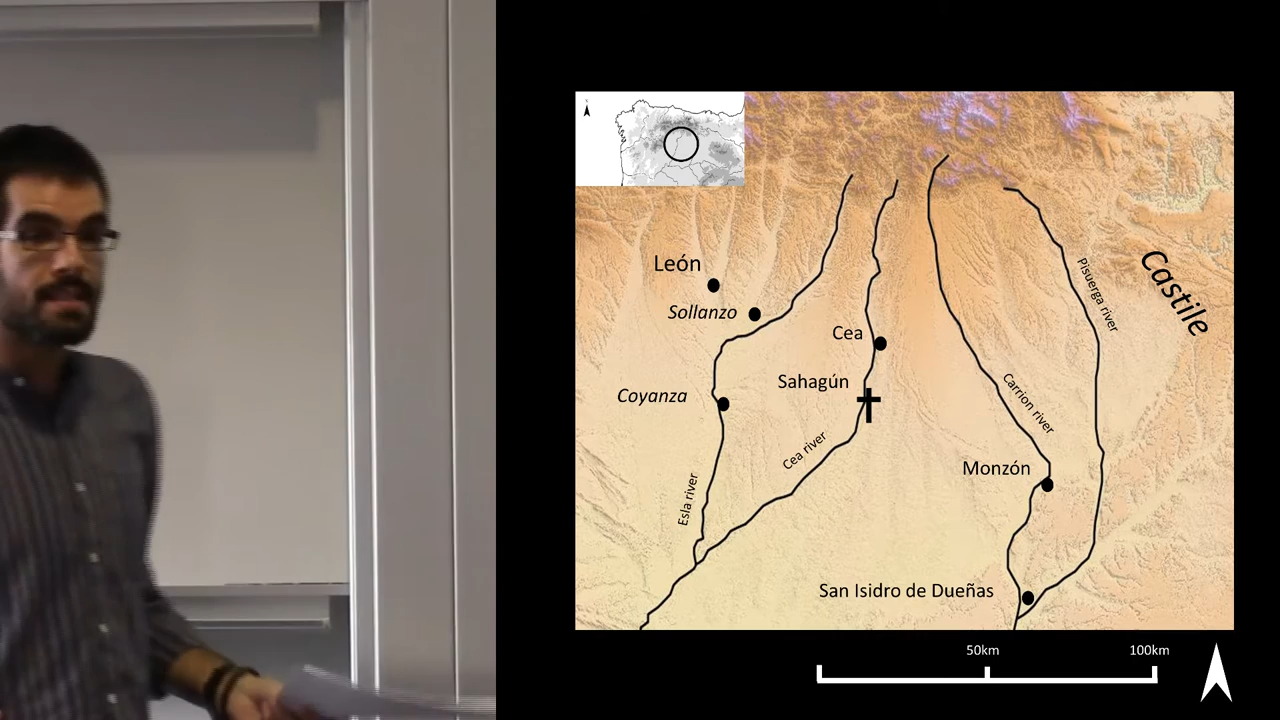 León
Sollanzo
Cea
Sahagún
Coyanza
Esla river
Cea river
Carrion river
Pisuerga river
Castile
Monzón
San Isidro de Dueñas
50km
100km